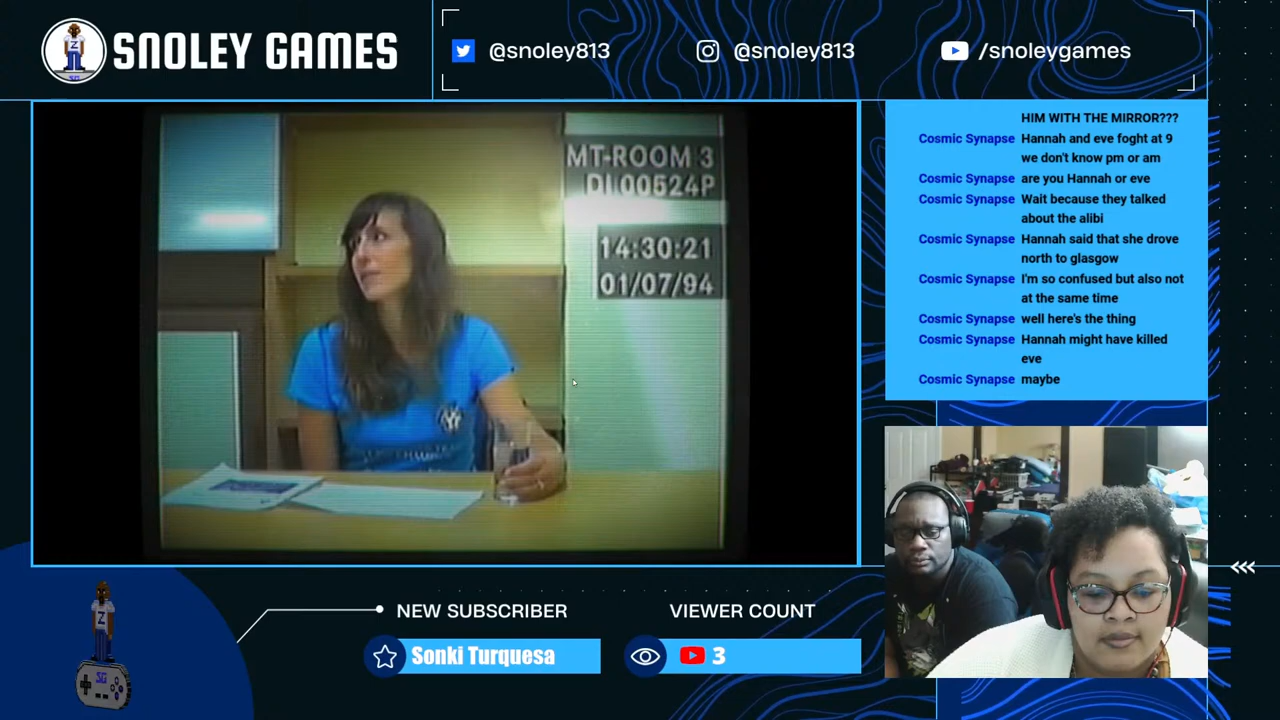 SNOLEY GAMES
@snoley813
@snoley813
/snoleygames
MT-ROOM 3
DI 00524P
14:30:21
01/07/94
HIM WITH THE MIRROR???
Cosmic Synapse Hannah and eve foght at 9
we don't know pm or am
Cosmic Synapse are you Hannah or eve
Cosmic Synapse Wait because they talked
about the alibi
Cosmic Synapse Hannah said that she drove
north to glasgow
Cosmic Synapse I'm so confused but also not
at the same time
Cosmic Synapse well here's the thing
Cosmic Synapse Hannah might have killed
eve
Cosmic Synapse maybe
NEW SUBSCRIBER
Sonki Turquesa
VIEWER COUNT
3
Z
SG